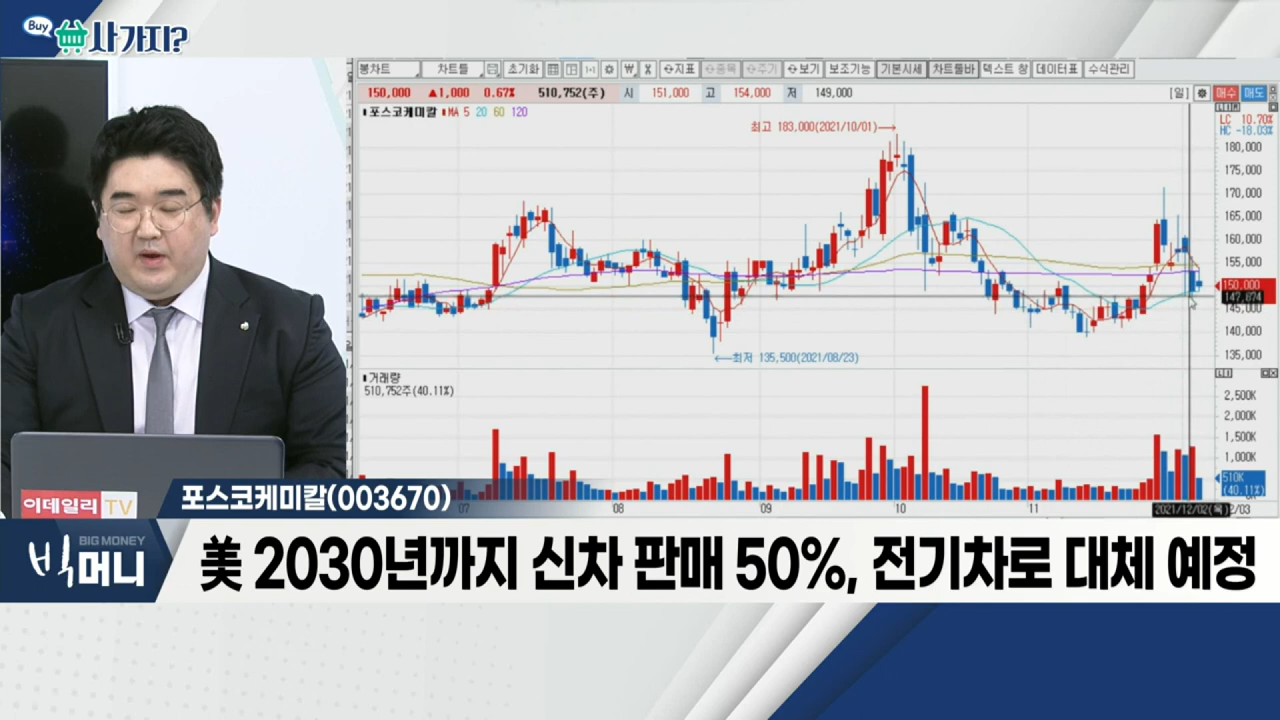 Buy 사 가지?
봉차트 차트틀 초기화 ₩ 지표 종목 주기 보기 보조기능 기본시세 차트툴바 텍스트 창 데이터표 수식관리
150,000 ▲1,000 0.67% 510,752(주) 시 151,000 고 154,000 저 149,000 [일] 매수 매도
포스코케미칼 MA 5 20 60 120
LC 10.70%
HC -18.03%
최고 183,000(2021/10/01)
180,000
175,000
170,000
165,000
160,000
155,000
150,000
147,874
145,000
140,000
135,000
최저 135,500(2021/08/23)
거래량
510,752주(40.11%)
2,500K
2,000K
1,500K
1,000K
510K
(40.11%)
07 08 09 10 11 2021/12/02(목) 2/03
이데일리 TV
포스코케미칼(003670)
BIG MONEY
빅머니
美 2030년까지 신차 판매 50%, 전기차로 대체 예정